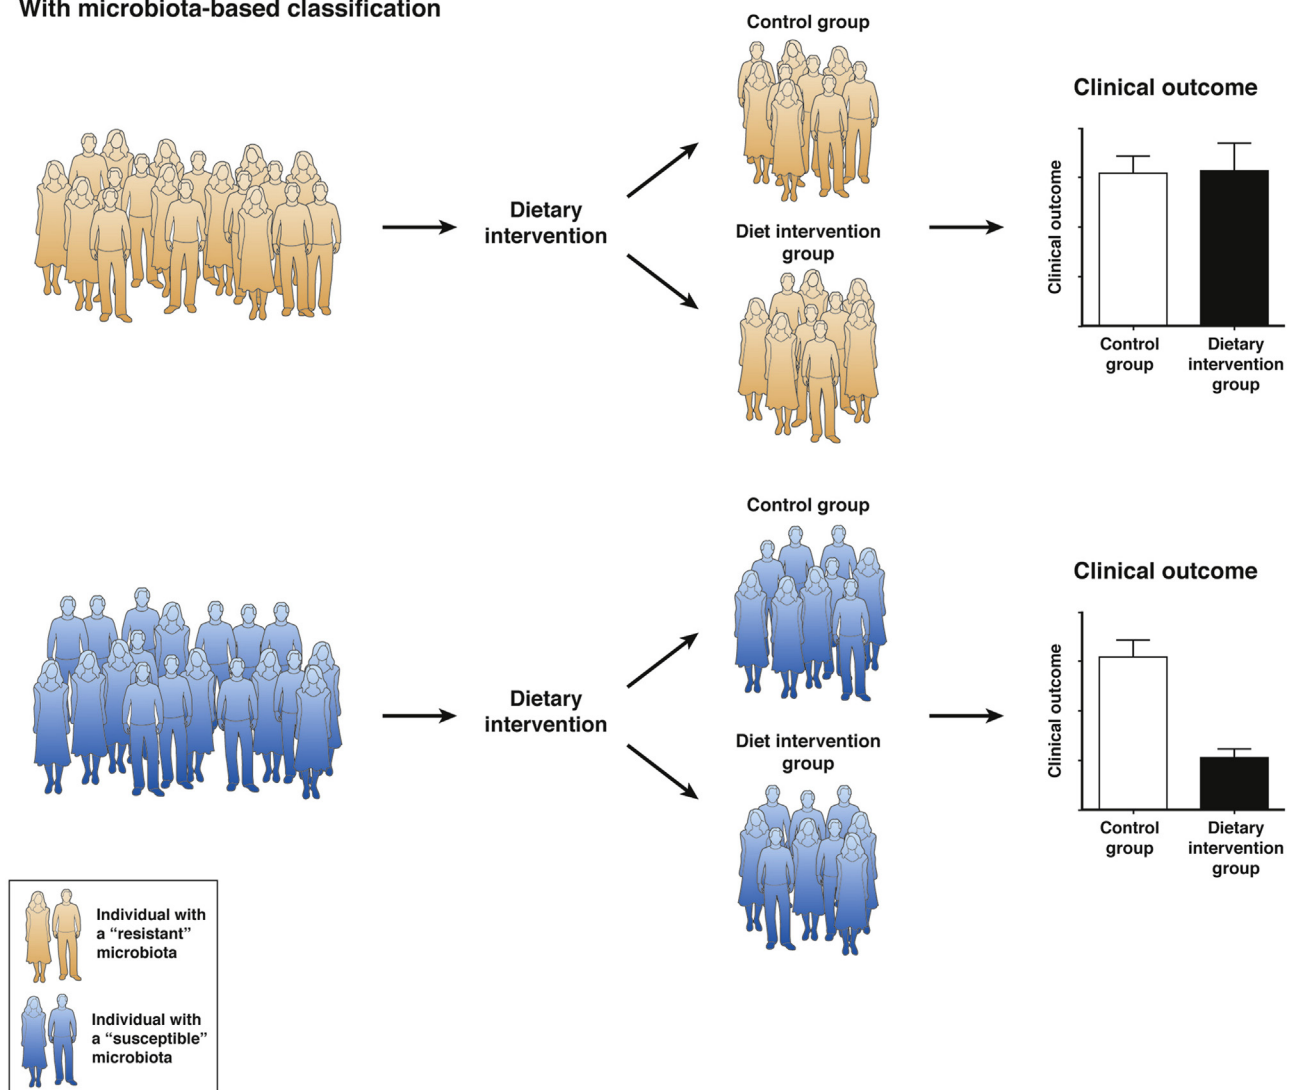 With microbiota-based classification
Control group
Dietary
intervention
Diet intervention
group
Clinical outcome
Clinical outcome
Control
group
Dietary
intervention
group
Control group
Dietary
intervention
Diet intervention
group
Clinical outcome
Clinical outcome
Control
group
Dietary
intervention
group
Individual with
a “resistant”
microbiota
Individual with
a “susceptible”
microbiota